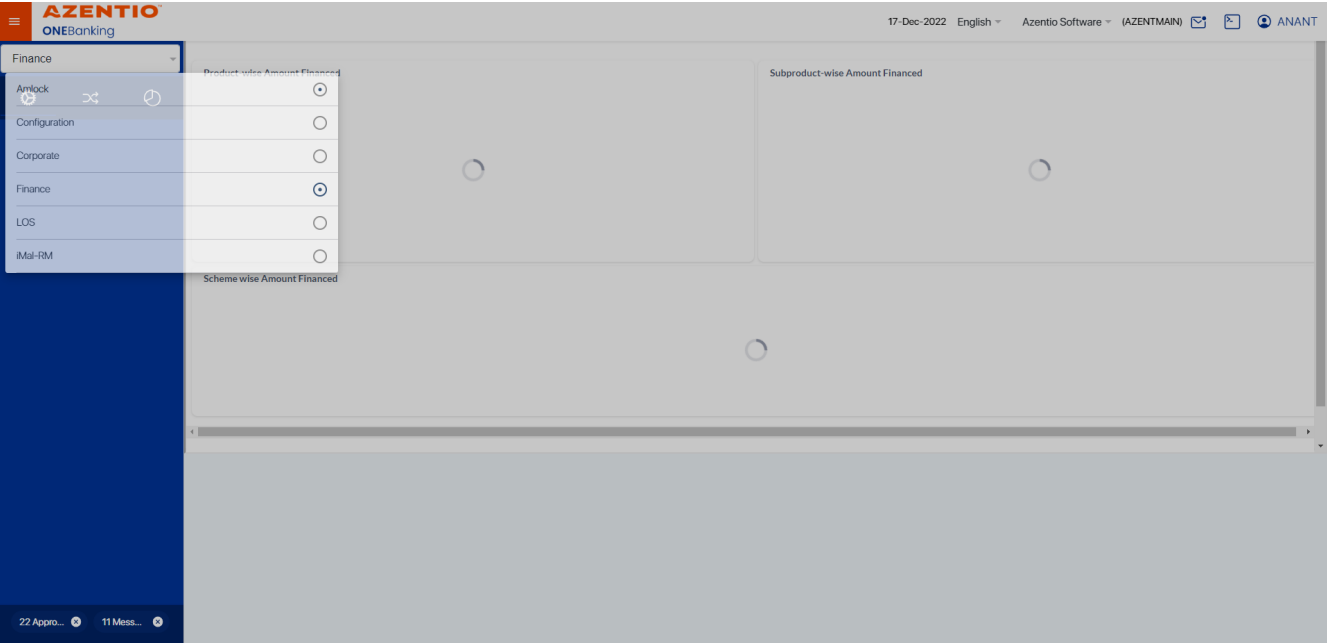 AZENTIO
ONEBanking
17-Dec-2022 English Azentio Software (AZENTMAIN) ANANT
Finance
Product-wise Amount Financed
Subproduct-wise Amount Financed
Amlock
Configuration
Corporate
Finance
LOS
iMal-RM
Scheme wise Amount Financed
22 Appro... 11 Mess...